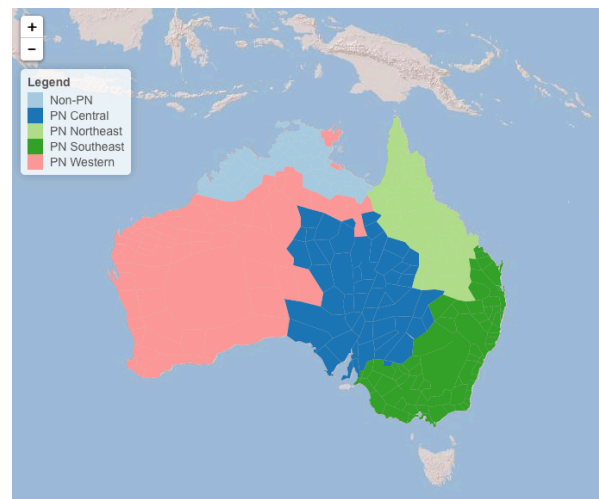 +
−
Legend
Non-PN
PN Central
PN Northeast
PN Southeast
PN Western